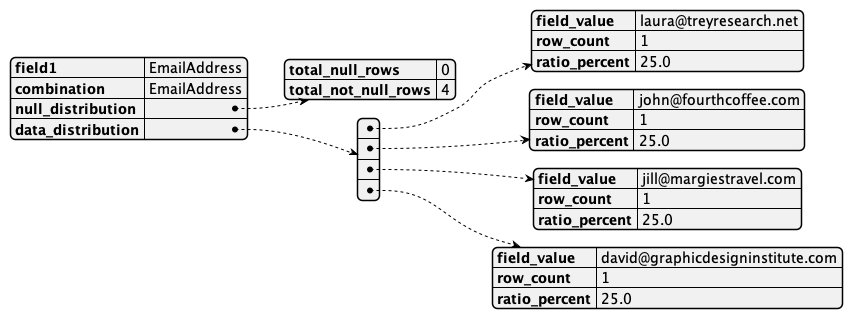 field1 EmailAddress
combination EmailAddress
null_distribution
data_distribution
total_null_rows 0
total_not_null_rows 4
field_value laura@treyresearch.net
row_count 1
ratio_percent 25.0
field_value john@fourthcoffee.com
row_count 1
ratio_percent 25.0
field_value jill@margiestravel.com
row_count 1
ratio_percent 25.0
field_value david@graphicdesigninstitute.com
row_count 1
ratio_percent 25.0